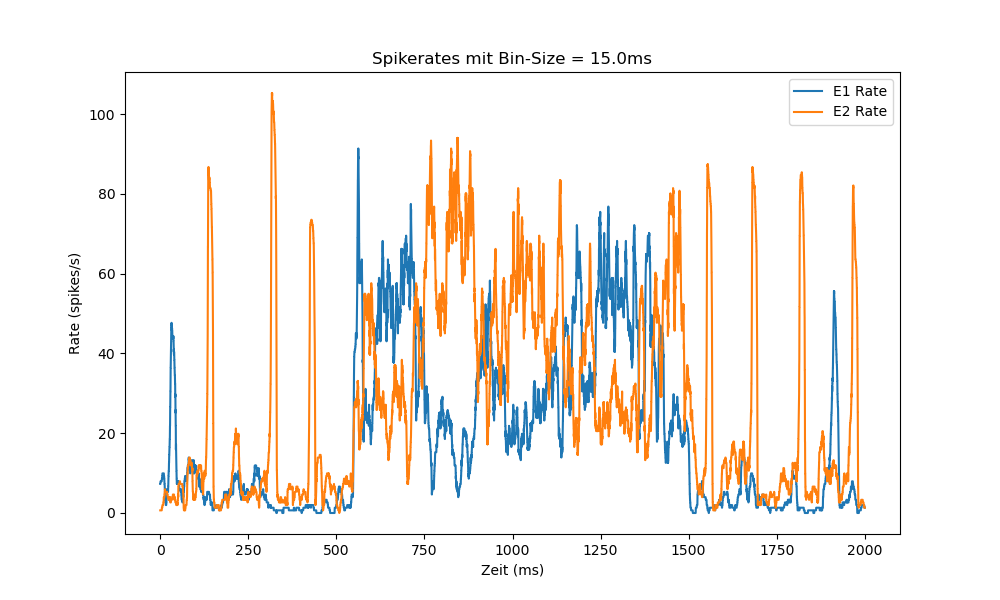 Spikerates mit Bin-Size = 15.0ms
E1 Rate
E2 Rate
100
80
60
40
20
0
Rate (spikes/s)
0 250 500 750 1000 1250 1500 1750 2000
Zeit (ms)